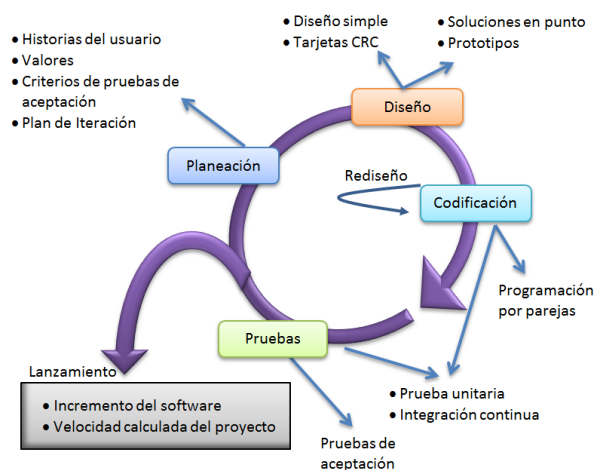 • Historias del usuario
• Valores
• Criterios de pruebas de
aceptación
• Plan de Iteración
• Diseño simple
• Tarjetas CRC
• Soluciones en punto
• Prototipos
Diseño
Planeación
Rediseño
Codificación
Programación
por parejas
Pruebas
Lanzamiento
• Incremento del software
• Velocidad calculada del proyecto
• Prueba unitaria
• Integración continua
Pruebas de
aceptación